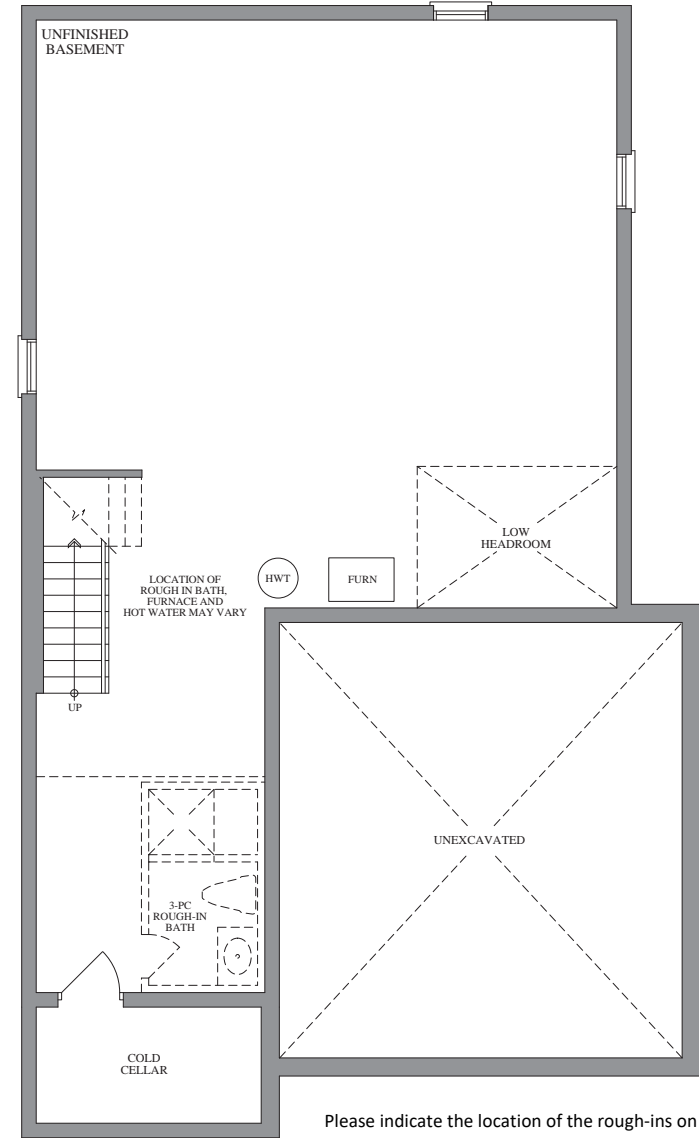 UNFINISHED
BASEMENT
LOW
HEADROOM
LOCATION OF
ROUGH IN BATH,
FURNACE AND
HOT WATER MAY VARY
HWT
FURN
UP
UNEXCAVATED
3-PC
ROUGH-IN
BATH
COLD
CELLAR
Please indicate the location of the rough-ins on